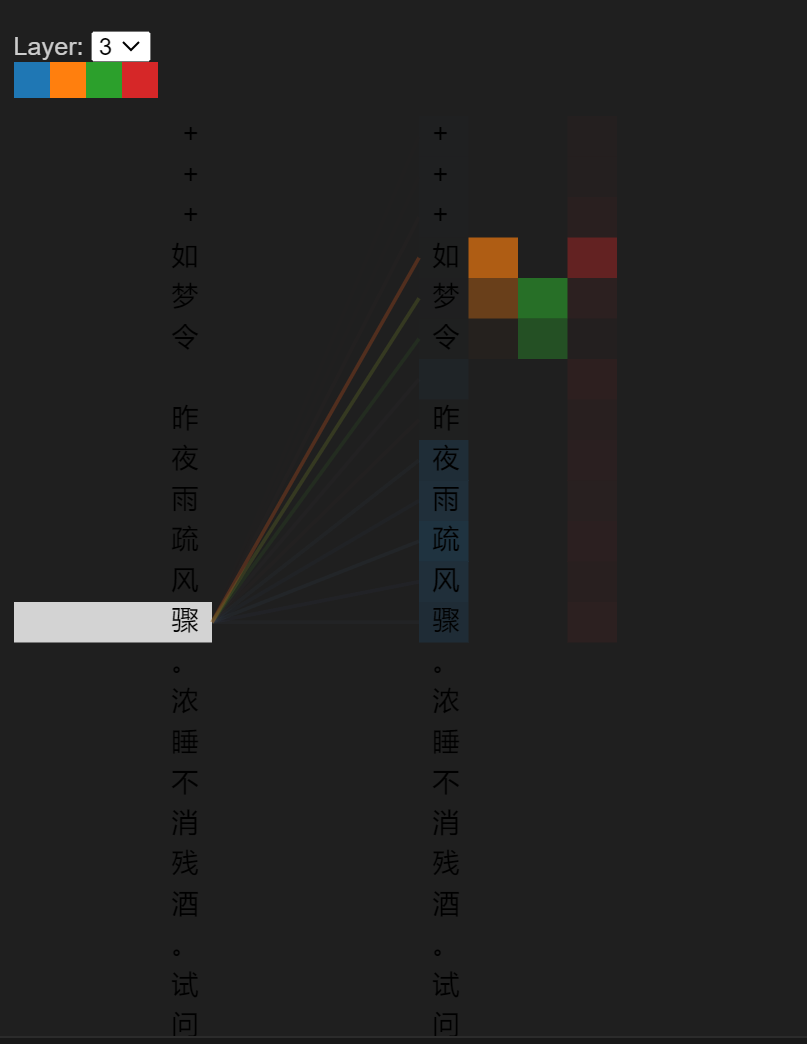 Layer: 3
+ +
+ +
+ +
如 如
梦 梦
令 令
昨 昨
夜 夜
雨 雨
疏 疏
风 风
骤 骤
。 。
浓 浓
睡 睡
不 不
消 消
残 残
酒 酒
。 。
试 试
问 问